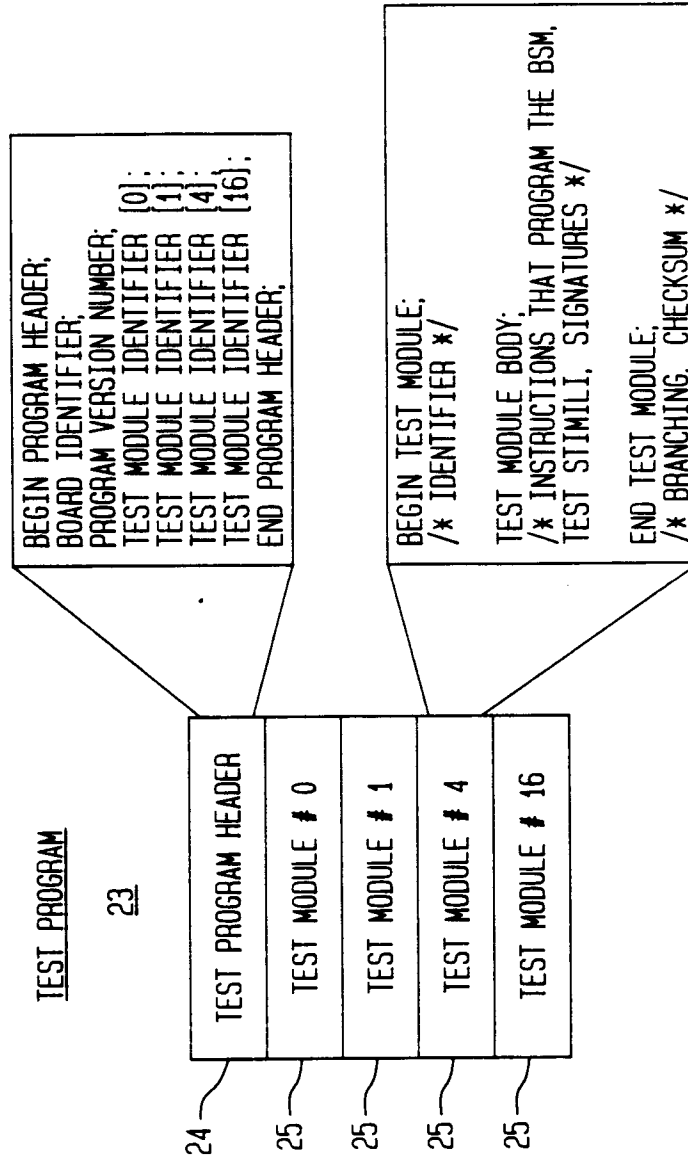 TEST PROGRAM
23
24
TEST PROGRAM HEADER
25
TEST MODULE # 0
25
TEST MODULE # 1
25
TEST MODULE # 4
25
TEST MODULE # 16
BEGIN PROGRAM HEADER;
BOARD IDENTIFIER;
PROGRAM VERSION NUMBER;
TEST MODULE IDENTIFIER [0];
TEST MODULE IDENTIFIER [1];
TEST MODULE IDENTIFIER [4];
TEST MODULE IDENTIFIER [16];
END PROGRAM HEADER;
BEGIN TEST MODULE;
/* IDENTIFIER */
TEST MODULE BODY;
/* INSTRUCTIONS THAT PROGRAM THE BSM,
TEST STIMILI, SIGNATURES */
END TEST MODULE;
/* BRANCHING, CHECKSUM */